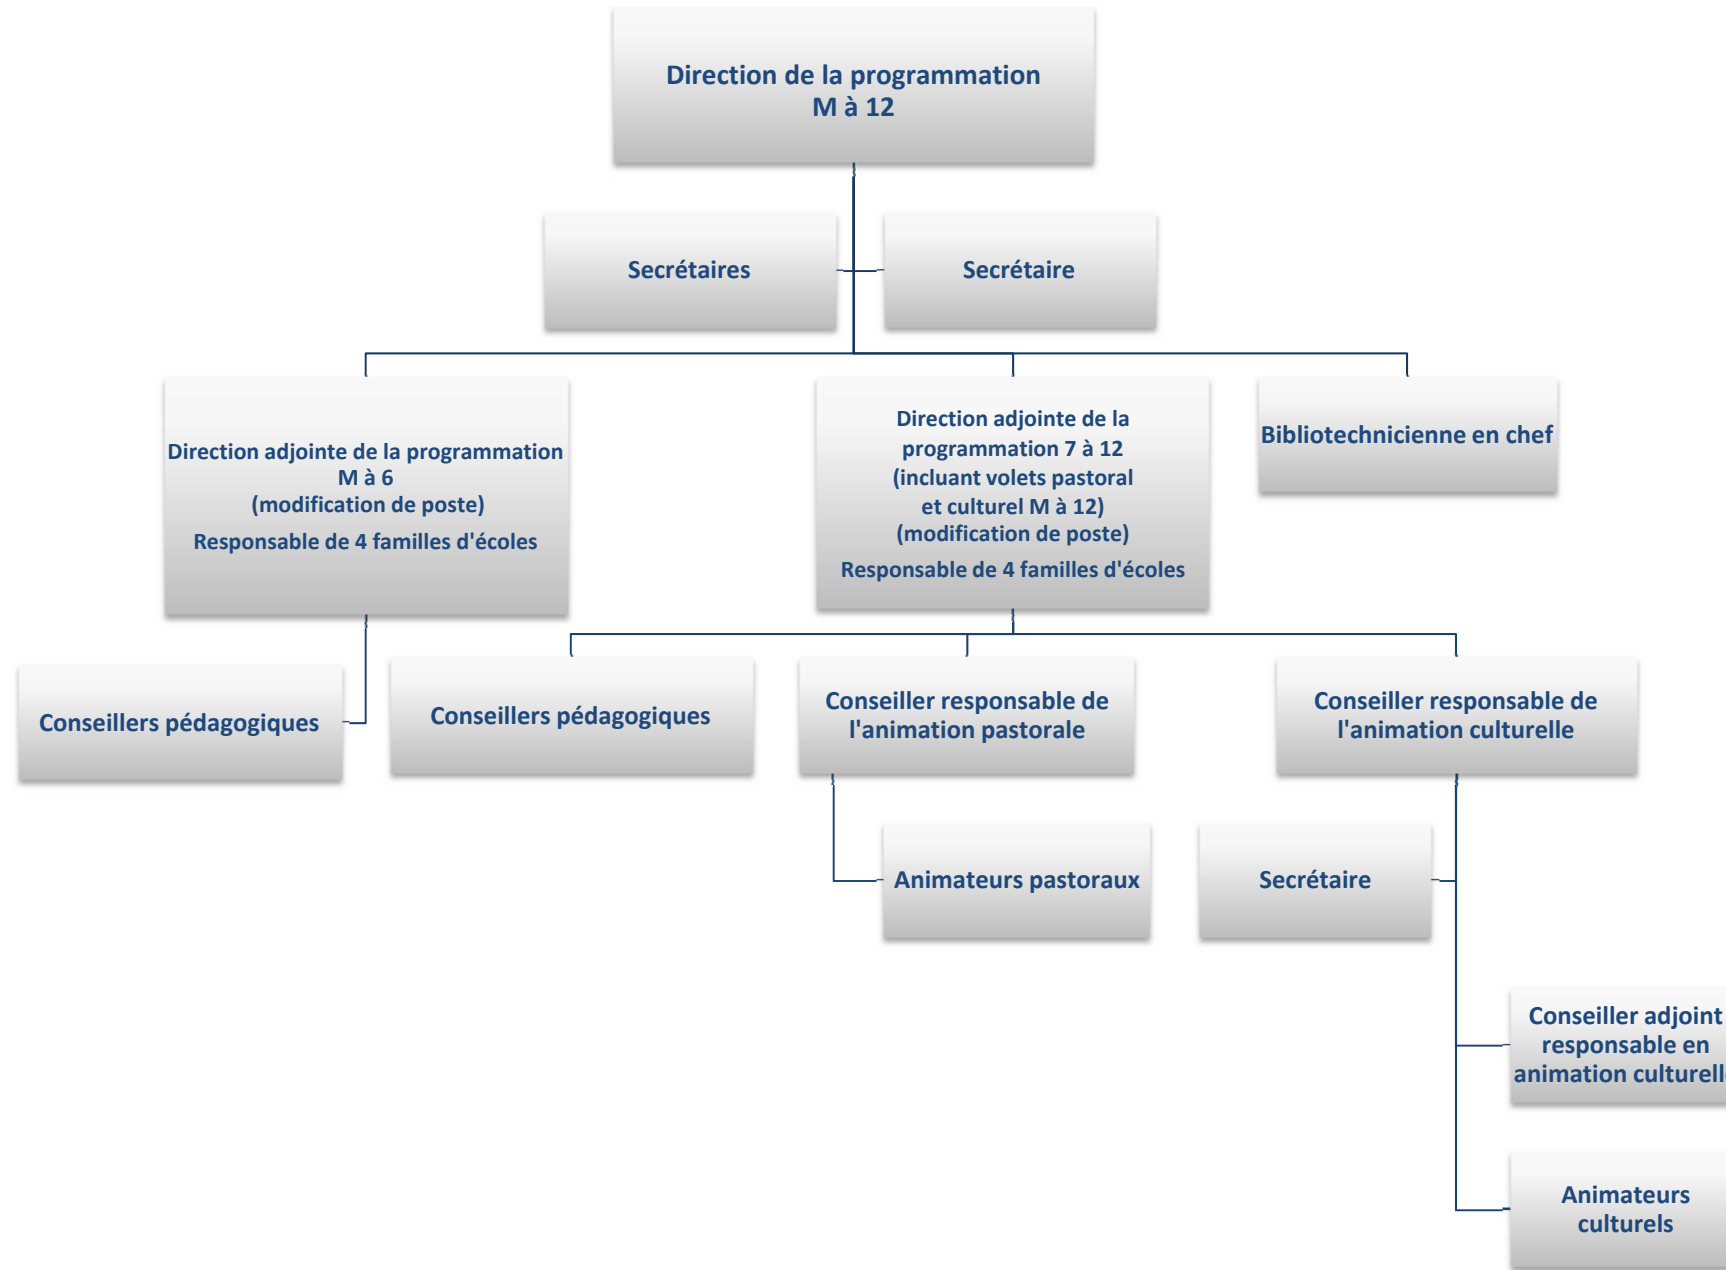 Direction de la programmation
M à 12
Secrétaires
Secrétaire
Direction adjointe de la programmation
M à 6
(modification de poste)
Responsable de 4 familles d'écoles
Direction adjointe de la
programmation 7 à 12
(incluant volets pastoral
et culturel M à 12)
(modification de poste)
Responsable de 4 familles d'écoles
Bibliotechnicienne en chef
Conseillers pédagogiques
Conseillers pédagogiques
Conseiller responsable de
l'animation pastorale
Conseiller responsable de
l'animation culturelle
Animateurs pastoraux
Secrétaire
Conseiller adjoint
responsable en
animation culturelle
Animateurs
culturels